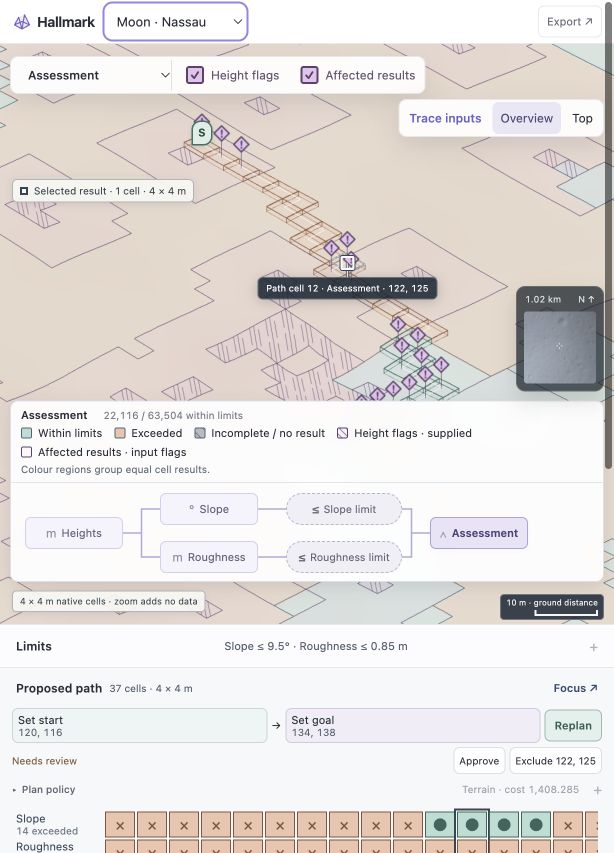 Hallmark
Moon · Nassau
Export ↗
Assessment
Height flags
Affected results
Trace inputs
Overview
Top
S
Selected result · 1 cell · 4 × 4 m
Path cell 12 · Assessment · 122, 125
1.02 km
N ↑
Assessment 22,116 / 63,504 within limits
Within limits
Exceeded
Incomplete / no result
Height flags · supplied
Affected results · input flags
Colour regions group equal cell results.
° Slope
≤ Slope limit
m Heights
∧ Assessment
m Roughness
≤ Roughness limit
4 × 4 m native cells · zoom adds no data
10 m · ground distance
Limits
Slope ≤ 9.5° · Roughness ≤ 0.85 m
+
Proposed path 37 cells · 4 × 4 m
Focus ↗
Set start
120, 116
→
Set goal
134, 138
Replan
Needs review
Approve
Exclude 122, 125
▸ Plan policy
Terrain · cost 1,408.285
+
Slope
14 exceeded
Roughness